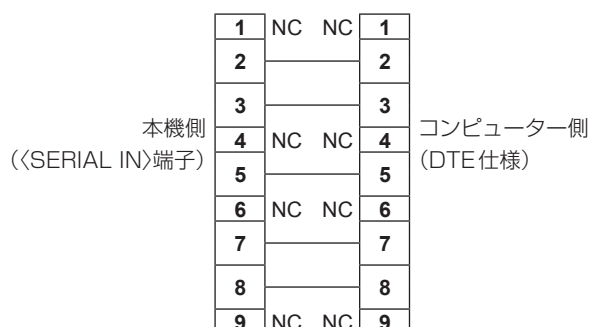 1 NC NC 1
2 2
3 3
本機側
(〈SERIAL IN〉端子)
4 NC NC 4
コンピューター側
(DTE仕様)
5 5
6 NC NC 6
7 7
8 8
9 NC NC 9